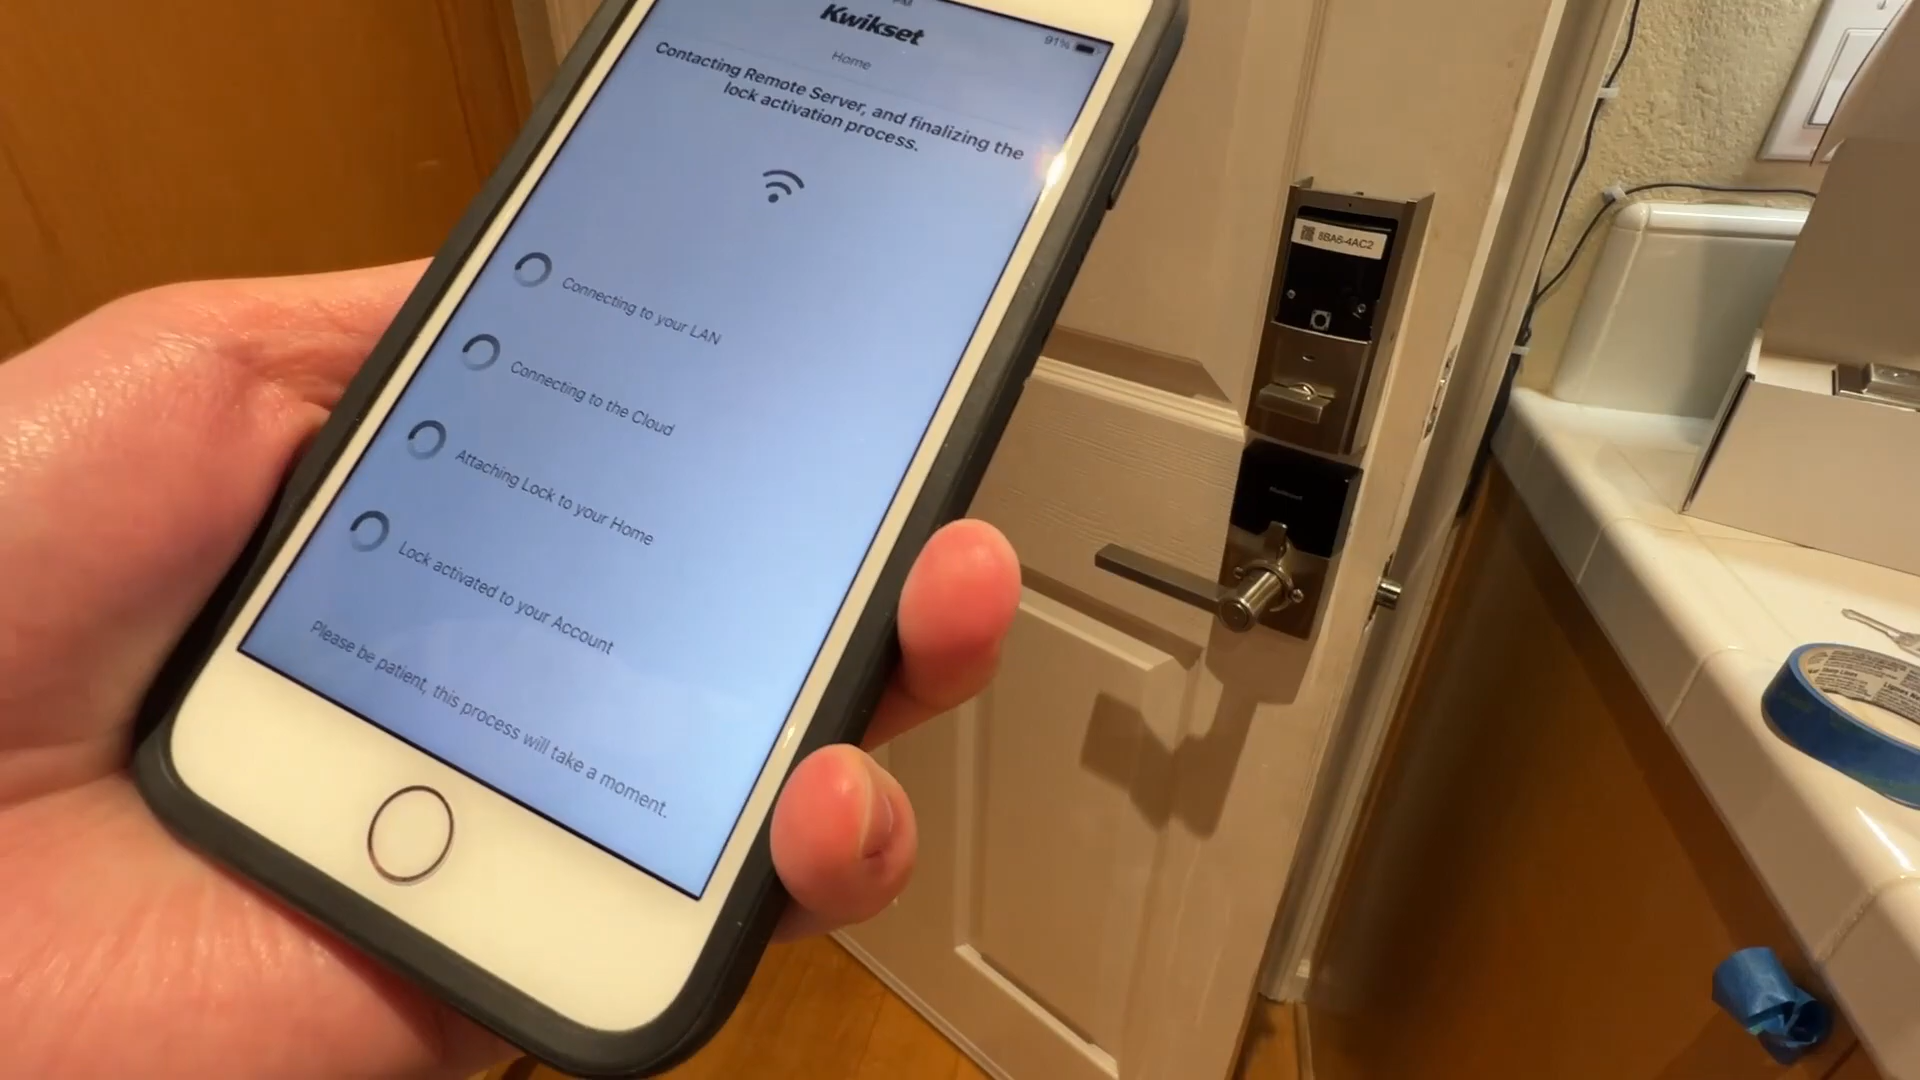 Kwikset
91%
Home
Contacting Remote Server, and finalizing the
lock activation process.
Connecting to your LAN
Connecting to the Cloud
Attaching Lock to your Home
Lock activated to your Account
Please be patient, this process will take a moment.
8BA6-4AC2